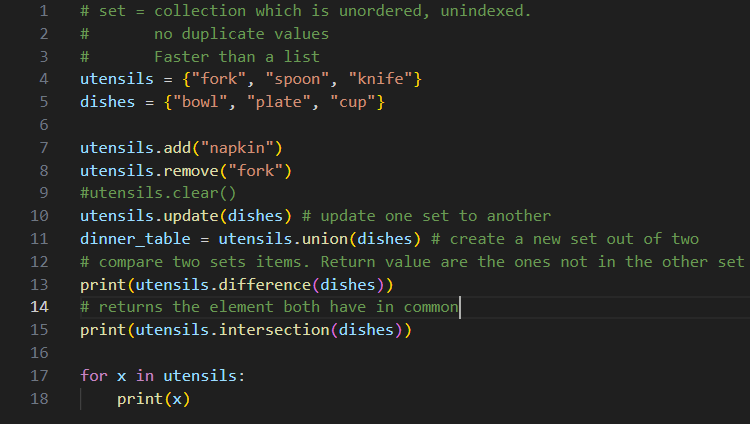 1 # set = collection which is unordered, unindexed.
2 #       no duplicate values
3 #       Faster than a list
4 utensils = {"fork", "spoon", "knife"}
5 dishes = {"bowl", "plate", "cup"}
6
7 utensils.add("napkin")
8 utensils.remove("fork")
9 #utensils.clear()
10 utensils.update(dishes) # update one set to another
11 dinner_table = utensils.union(dishes) # create a new set out of two
12 # compare two sets items. Return value are the ones not in the other set
13 print(utensils.difference(dishes))
14 # returns the element both have in common
15 print(utensils.intersection(dishes))
16
17 for x in utensils:
18     print(x)